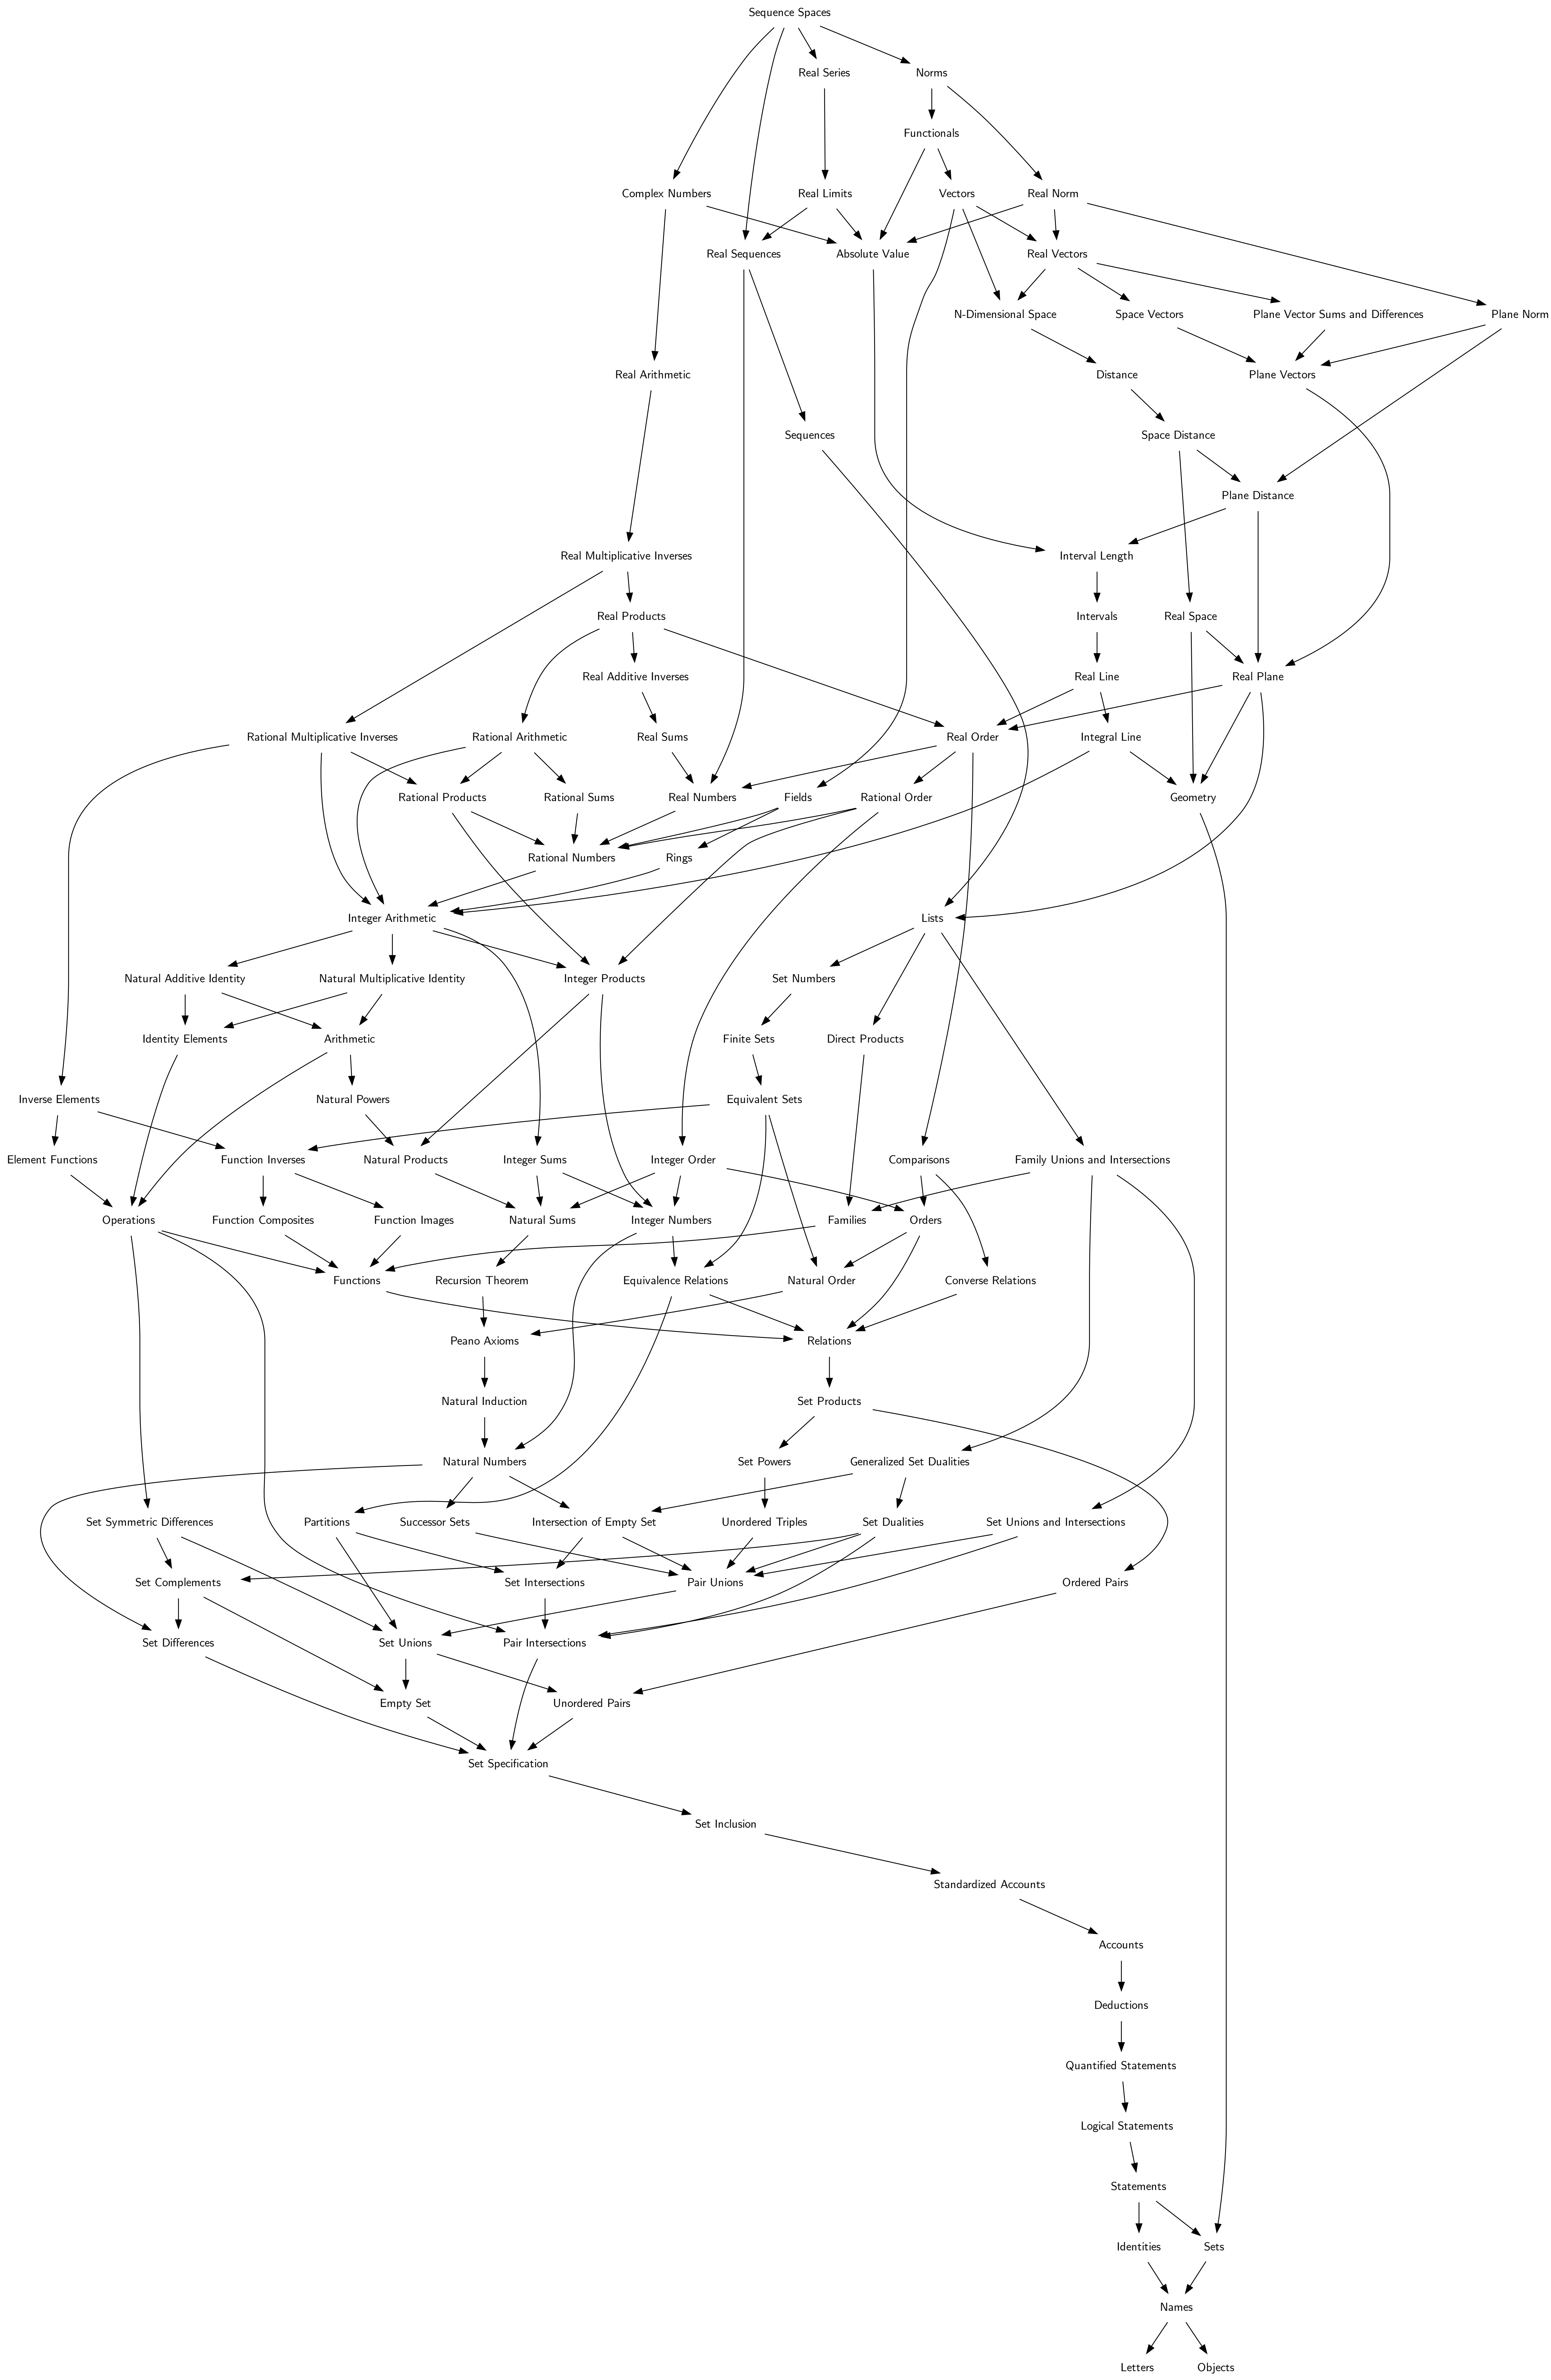 Sequence Spaces
Real Series
Norms
Functionals
Complex Numbers
Real Limits
Vectors
Real Norm
Real Sequences
Absolute Value
Real Vectors
N-Dimensional Space
Space Vectors
Plane Vector Sums and Differences
Plane Norm
Real Arithmetic
Distance
Plane Vectors
Sequences
Space Distance
Plane Distance
Real Multiplicative Inverses
Interval Length
Real Products
Intervals
Real Space
Real Additive Inverses
Real Line
Real Plane
Rational Multiplicative Inverses
Rational Arithmetic
Real Sums
Real Order
Integral Line
Rational Products
Rational Sums
Real Numbers
Fields
Rational Order
Geometry
Rational Numbers
Rings
Integer Arithmetic
Lists
Natural Additive Identity
Natural Multiplicative Identity
Integer Products
Set Numbers
Identity Elements
Arithmetic
Finite Sets
Direct Products
Inverse Elements
Natural Powers
Equivalent Sets
Element Functions
Function Inverses
Natural Products
Integer Sums
Integer Order
Comparisons
Family Unions and Intersections
Operations
Function Composites
Function Images
Natural Sums
Integer Numbers
Families
Orders
Functions
Recursion Theorem
Equivalence Relations
Natural Order
Converse Relations
Peano Axioms
Relations
Natural Induction
Set Products
Natural Numbers
Set Powers
Generalized Set Dualities
Set Symmetric Differences
Partitions
Successor Sets
Intersection of Empty Set
Unordered Triples
Set Dualities
Set Unions and Intersections
Set Complements
Set Intersections
Pair Unions
Ordered Pairs
Set Differences
Set Unions
Pair Intersections
Empty Set
Unordered Pairs
Set Specification
Set Inclusion
Standardized Accounts
Accounts
Deductions
Quantified Statements
Logical Statements
Statements
Identities
Sets
Names
Letters
Objects